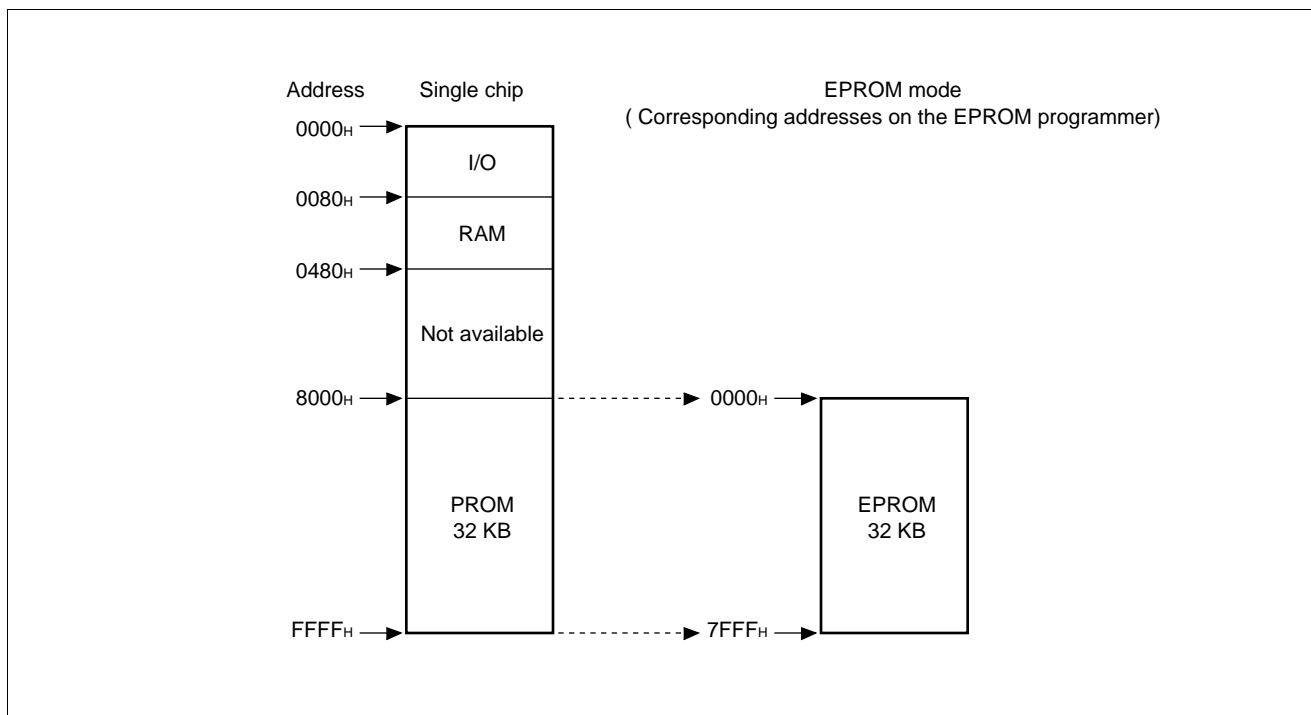 Address Single chip EPROM mode
( Corresponding addresses on the EPROM programmer)
0000H
I/O
0080H
RAM
0480H
Not available
8000H 0000H
PROM EPROM
32 KB 32 KB
FFFFH 7FFFH